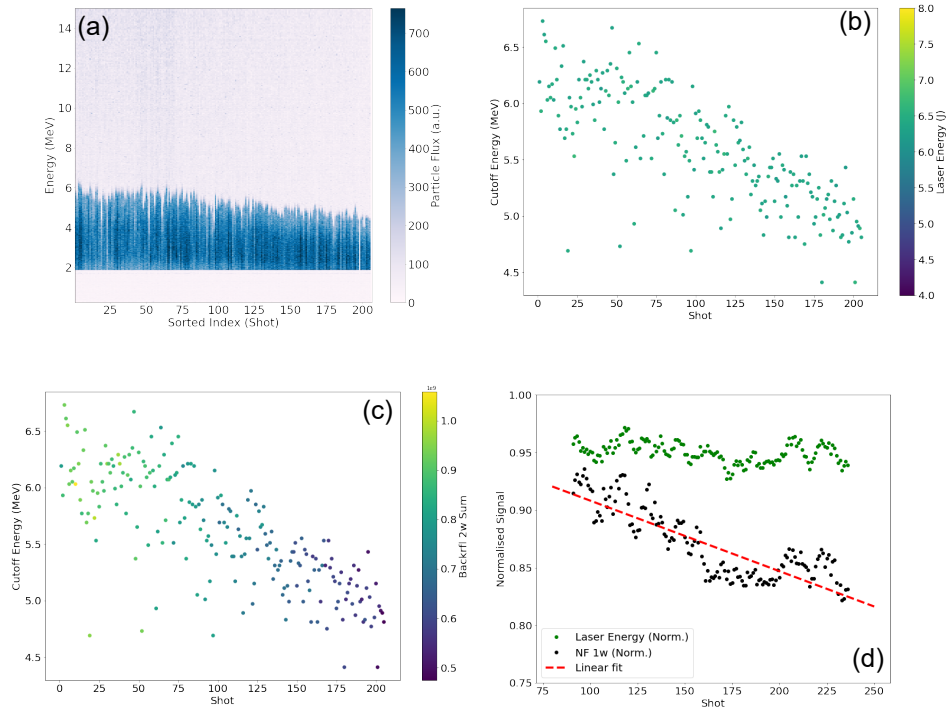 (a)
14
12
10
8
6
4
2
Energy (MeV)
25 50 75 100 125 150 175 200
Sorted Index (Shot)
700
600
500
400
300
200
100
0
Particle Flux (a.u.)
(b)
6.5
6.0
5.5
5.0
4.5
Cutoff Energy (MeV)
0 25 50 75 100 125 150 175 200
Shot
8.0
7.5
7.0
6.5
6.0
5.5
5.0
4.5
4.0
Laser Energy (J)
(c)
6.5
6.0
5.5
5.0
4.5
Cutoff Energy (MeV)
0 25 50 75 100 125 150 175 200
Shot
1e9
1.0
0.9
0.8
0.7
0.6
0.5
Backrfl 2w Sum
1.00
0.95
0.90
0.85
0.80
0.75
Normalised Signal
Laser Energy (Norm.)
NF 1w (Norm.)
Linear fit
(d)
75 100 125 150 175 200 225 250
Shot